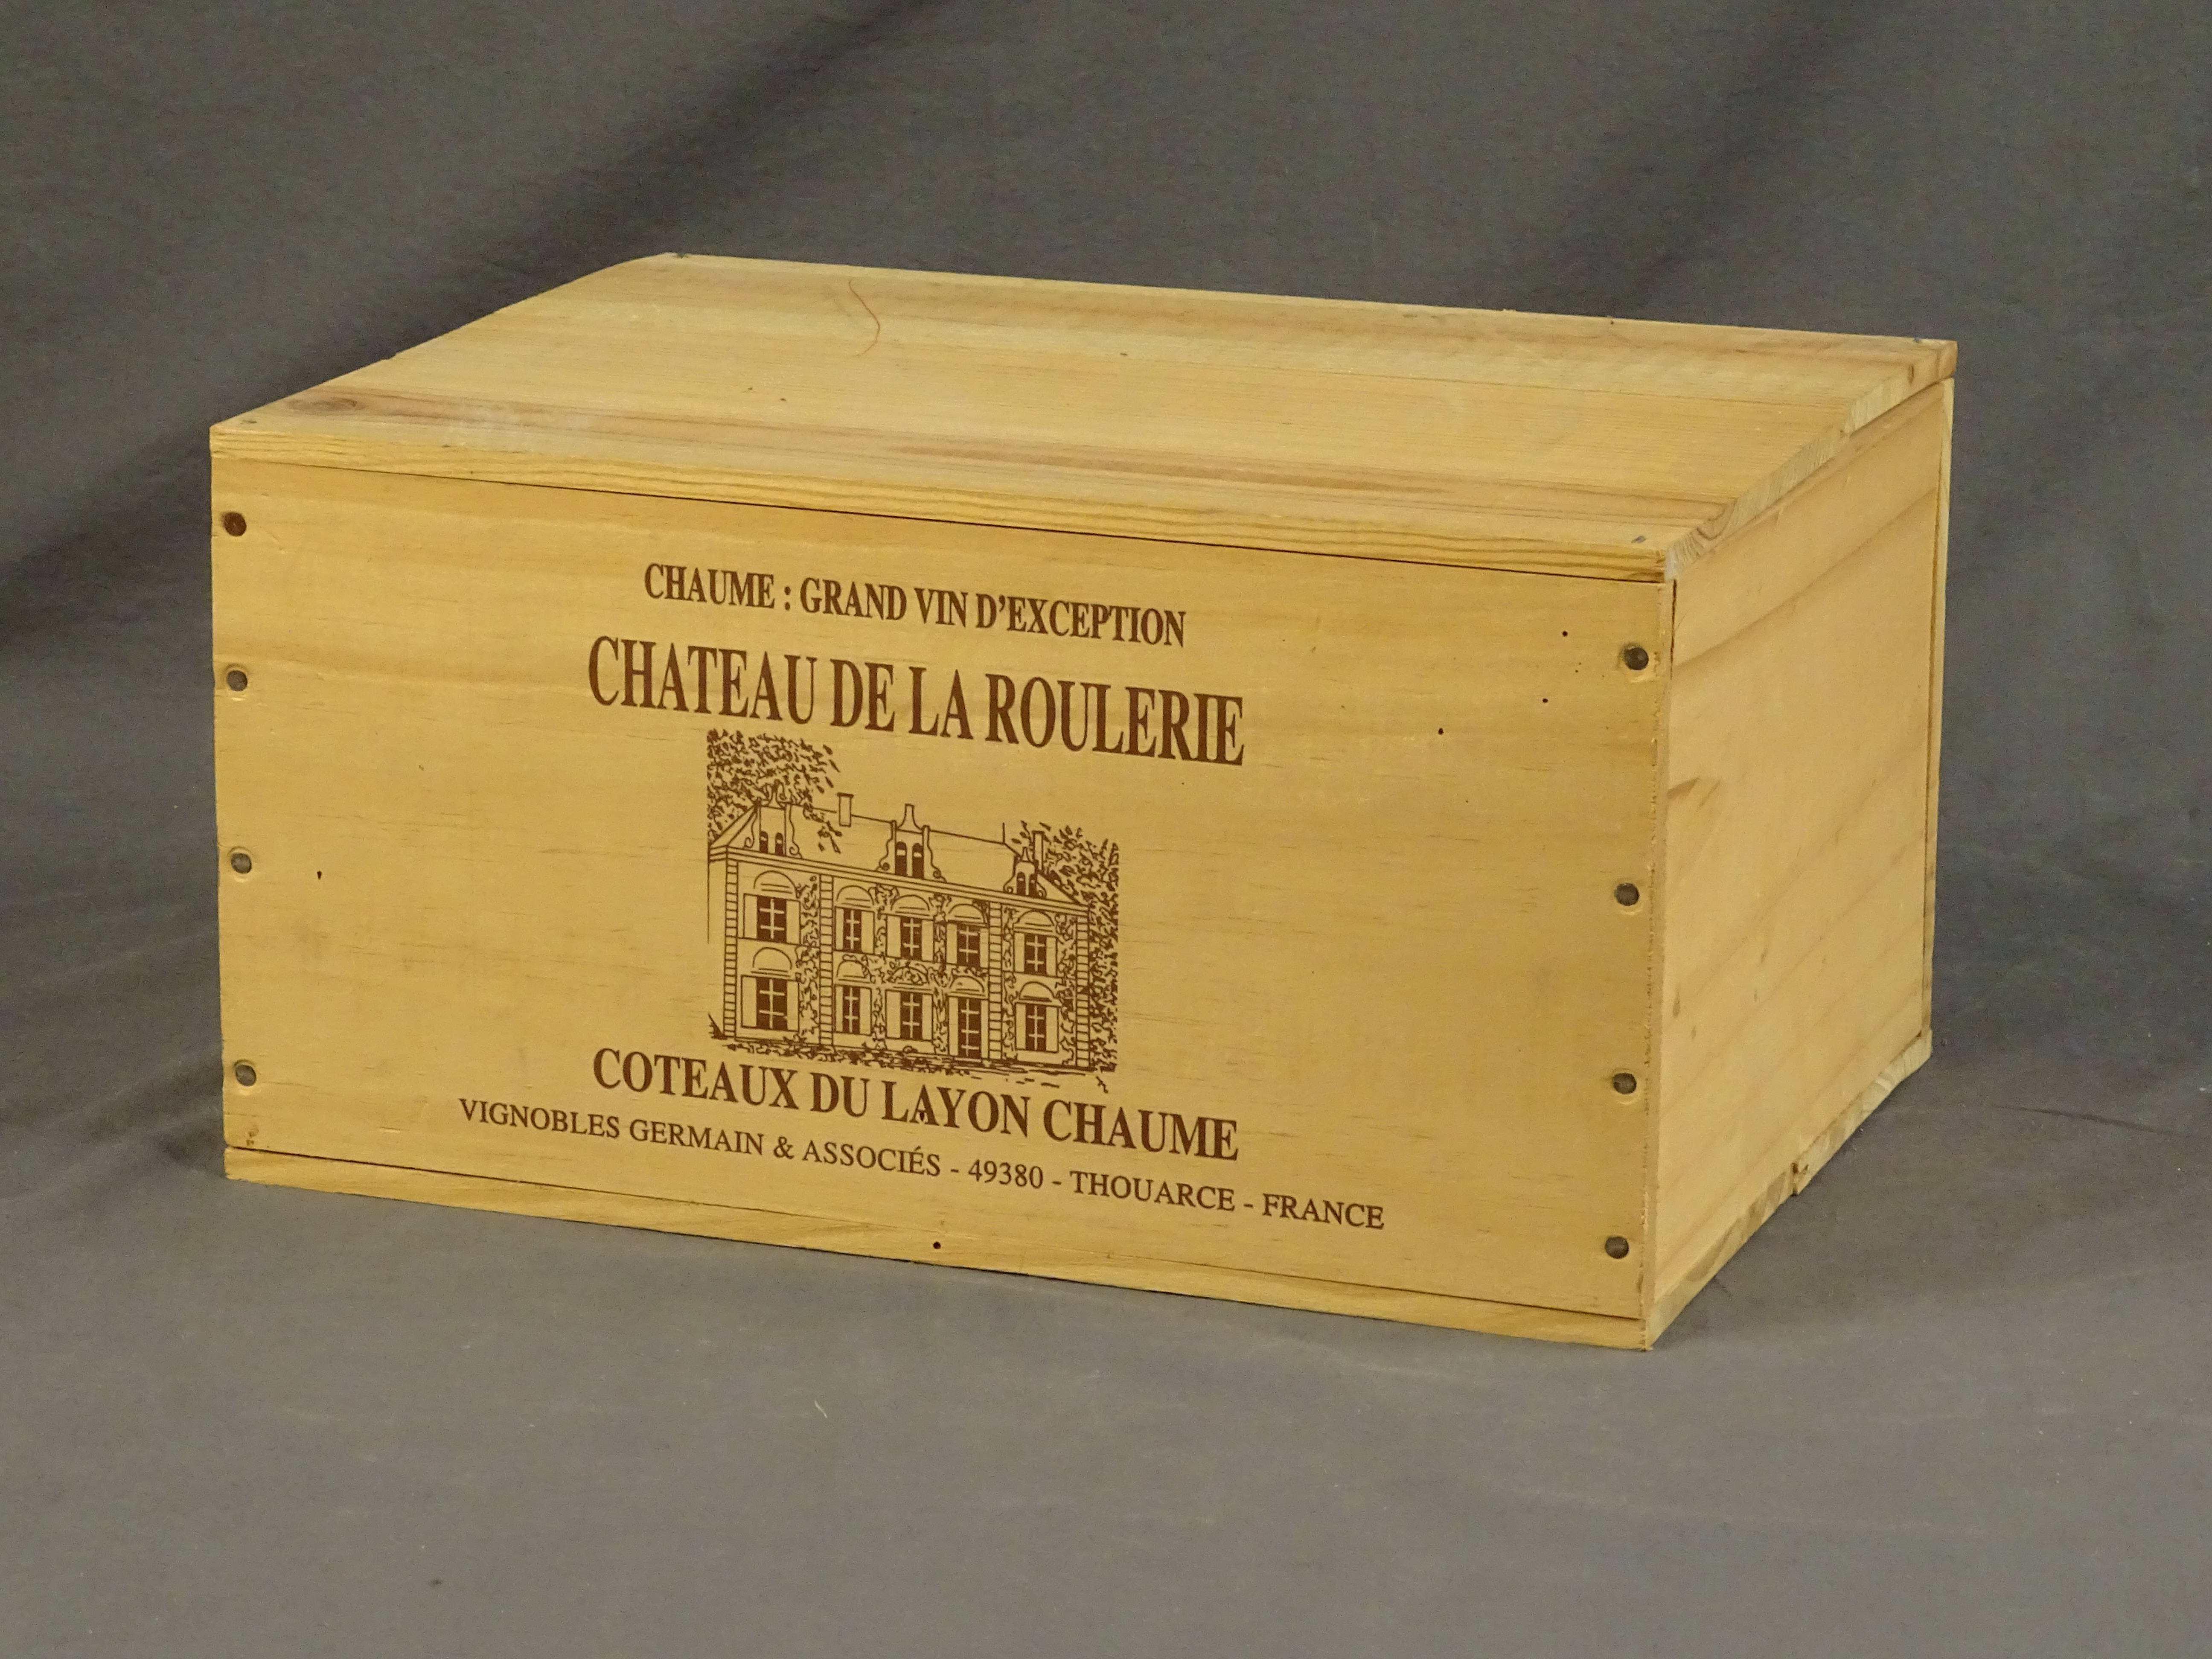 CHAUME : GRAND VIN D'EXCEPTION
CHATEAU DE LA ROULERIE
COTEAUX DU LAYON CHAUME
VIGNOBLES GERMAIN & ASSOCIÉS - 49380 - THOUARCE - FRANCE